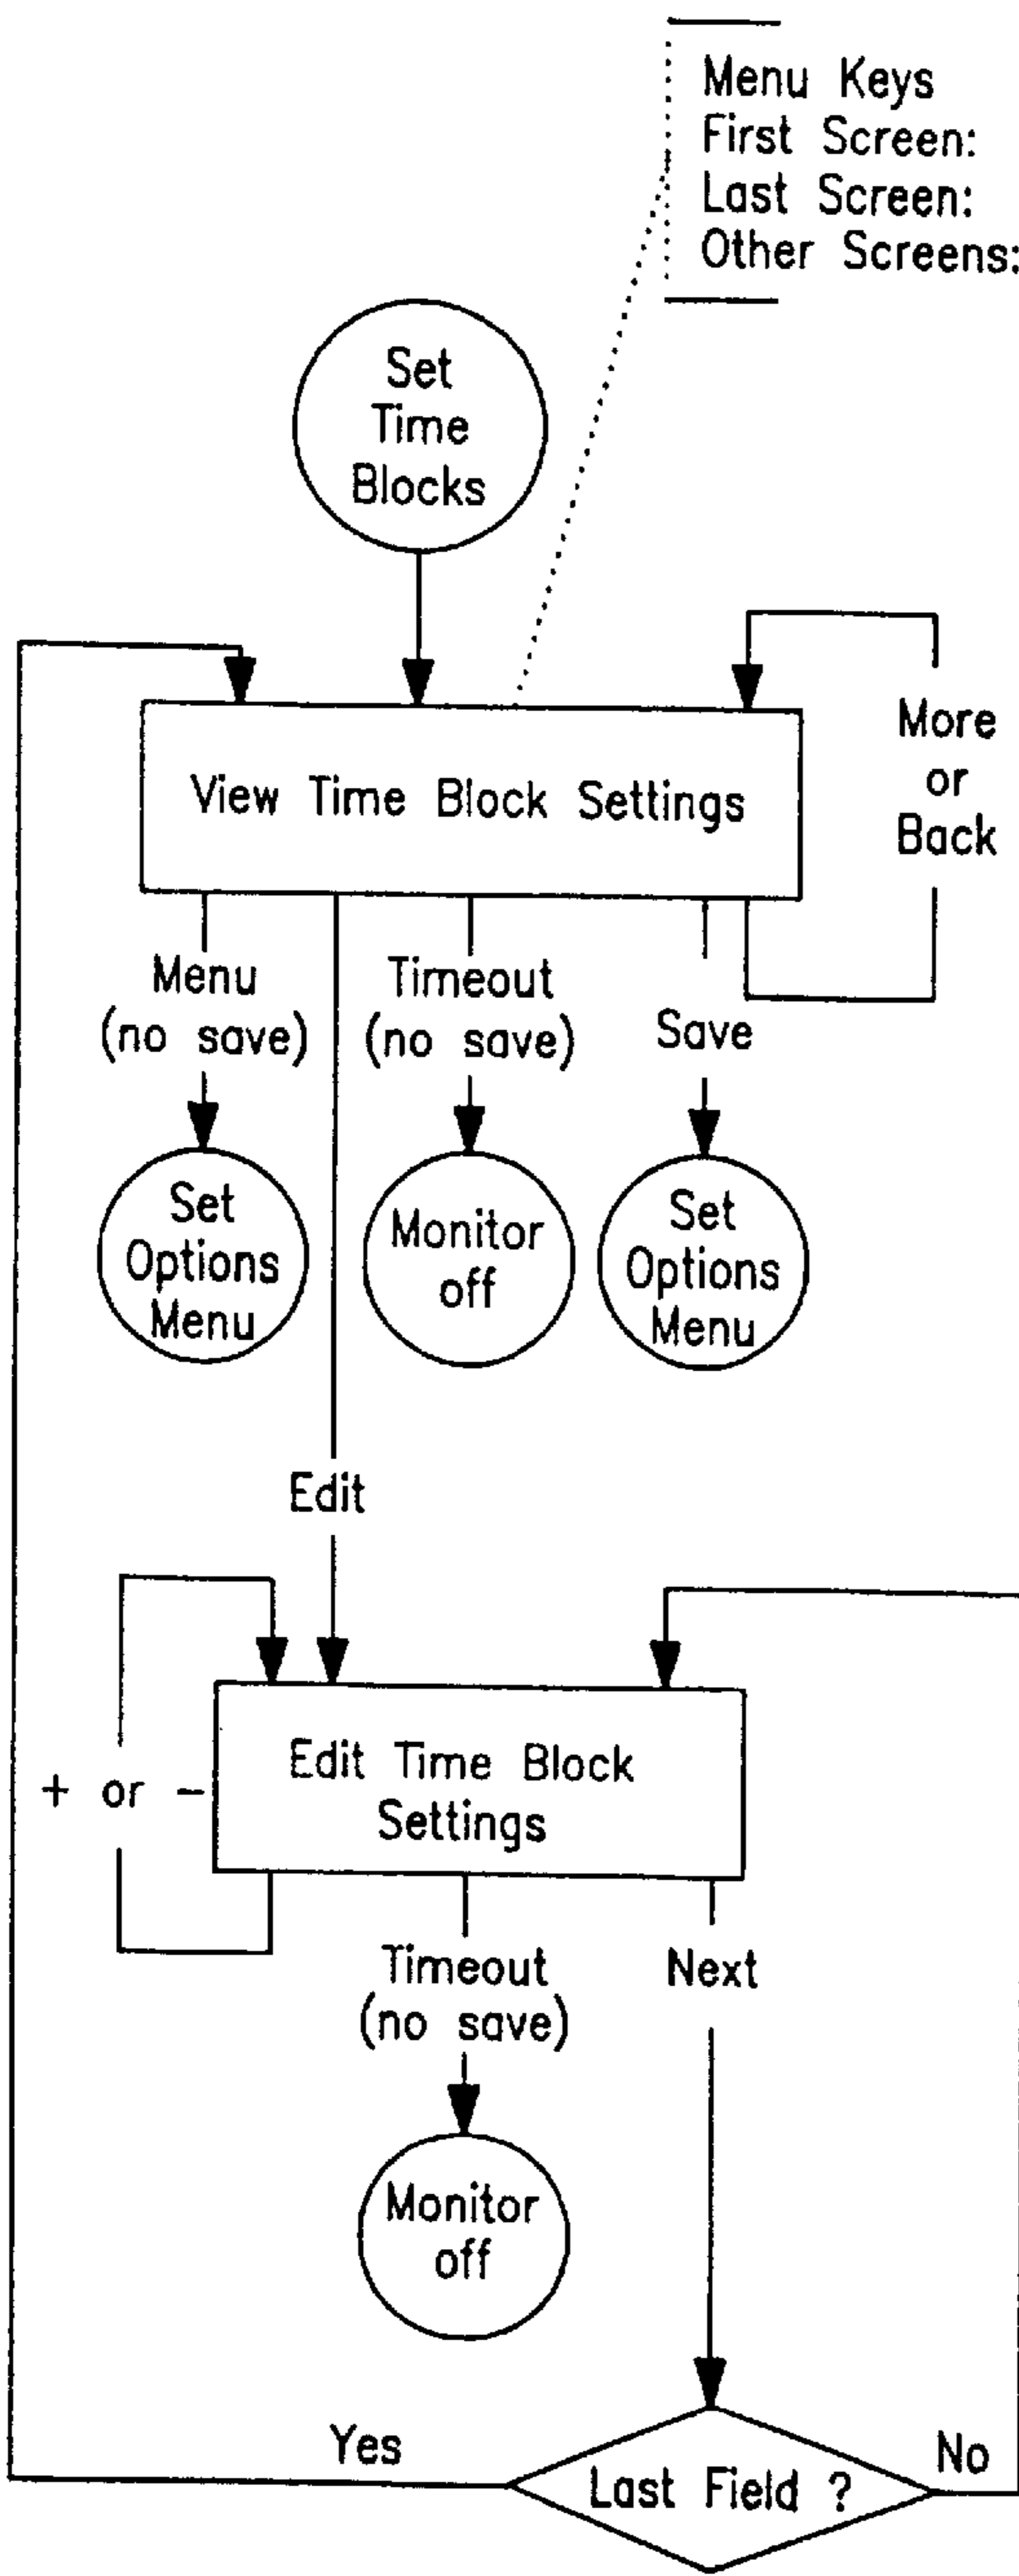 Menu Keys
First Screen:
Last Screen:
Other Screens:
Set
Time
Blocks
View Time Block Settings
More
or
Back
Menu
(no save)
Timeout
(no save)
Save
Set
Options
Menu
Monitor
off
Set
Options
Menu
Edit
Edit Time Block
Settings
+ or -
Timeout
(no save)
Next
Monitor
off
Yes
Last Field ?
No